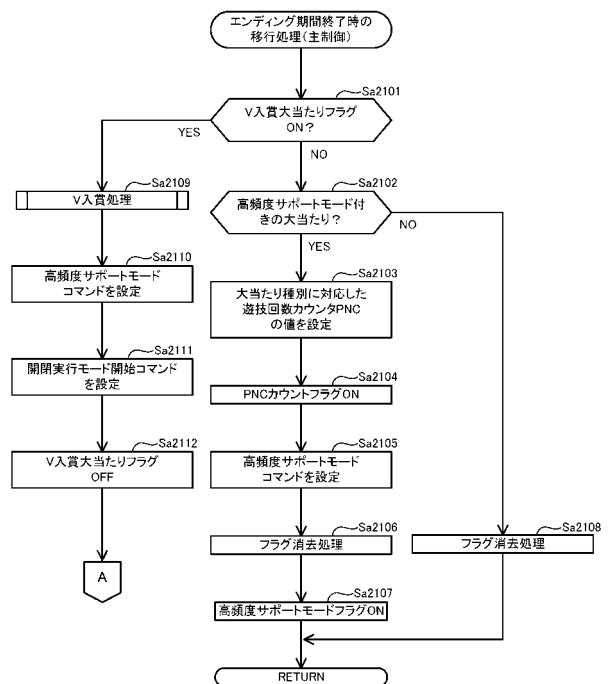 エンディング期間終了時の
移行処理(主制御)
Sa2101
V入賞大当たりフラグ
ON?
YES
NO
Sa2109
V入賞処理
Sa2102
高頻度サポートモード付
きの大当たり?
NO
YES
Sa2110
高頻度サポートモード
コマンドを設定
Sa2103
大当たり種別に対応した
遊技回数カウンタPNC
の値を設定
Sa2111
開閉実行モード開始コマンド
を設定
Sa2104
PNCカウントフラグON
Sa2112
V入賞大当たりフラグ
OFF
Sa2105
高頻度サポートモード
コマンドを設定
A
Sa2106
フラグ消去処理
Sa2108
フラグ消去処理
Sa2107
高頻度サポートモードフラグON
RETURN